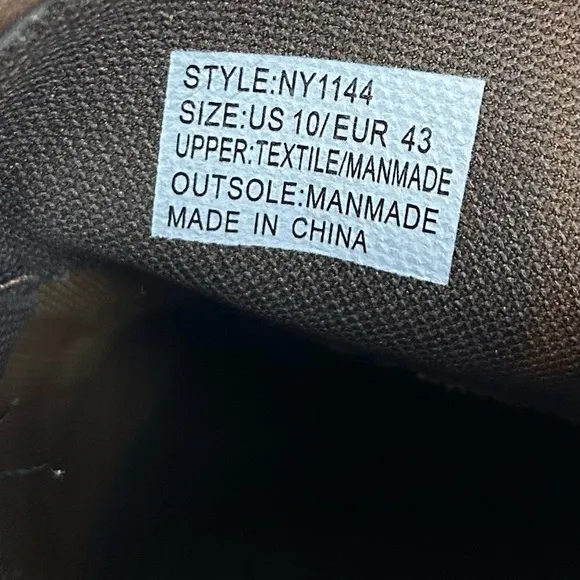 STYLE:NY1144
SIZE:US 10/EUR 43
UPPER:TEXTILE/MANMADE
OUTSOLE:MANMADE
MADE IN CHINA